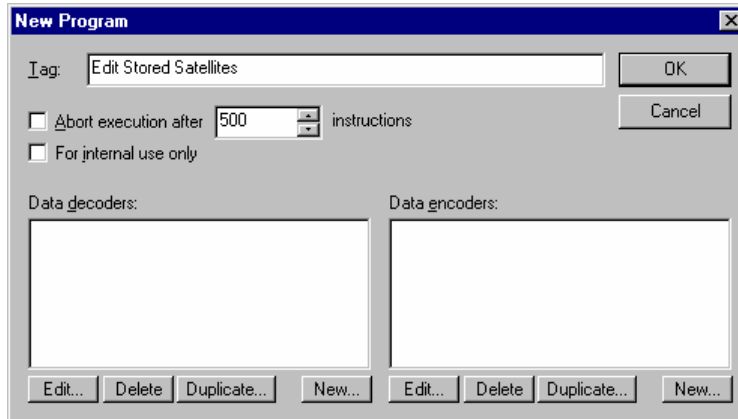 New Program
Tag: Edit Stored Satellites OK
Abort execution after 500 instructions Cancel
For internal use only
Data decoders: Data encoders:
Edit... Delete Duplicate... New... Edit... Delete Duplicate... New...